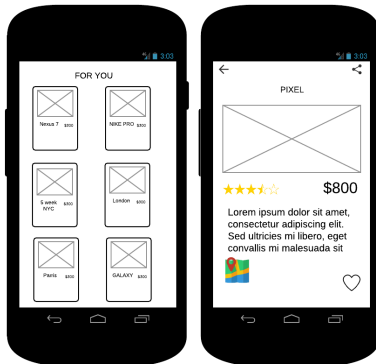 3:03
FOR YOU
Nexus 7 $800
NIKE PRO $800
5 week
NYC $800
London $800
Paris $800
GALAXY $800
3:03
PIXEL
$800
Lorem ipsum dolor sit amet,
consectetur adipiscing elit.
Sed ultricies mi libero, eget
convallis mi malesuada sit